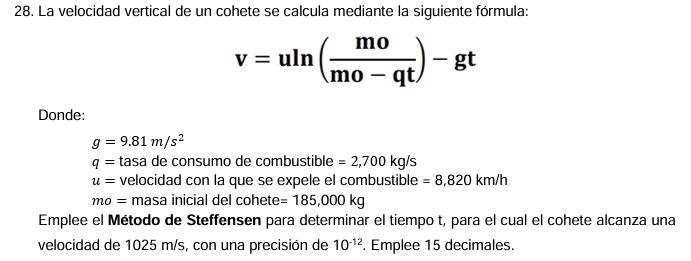 28. La velocidad vertical de un cohete se calcula mediante la siguiente fórmula:
v = uln(mo / mo − qt) − gt
Donde:
g = 9.81 m/s²
q = tasa de consumo de combustible = 2,700 kg/s
u = velocidad con la que se expele el combustible = 8,820 km/h
mo = masa inicial del cohete= 185,000 kg
Emplee el Método de Steffensen para determinar el tiempo t, para el cual el cohete alcanza una
velocidad de 1025 m/s, con una precisión de 10⁻¹². Emplee 15 decimales.